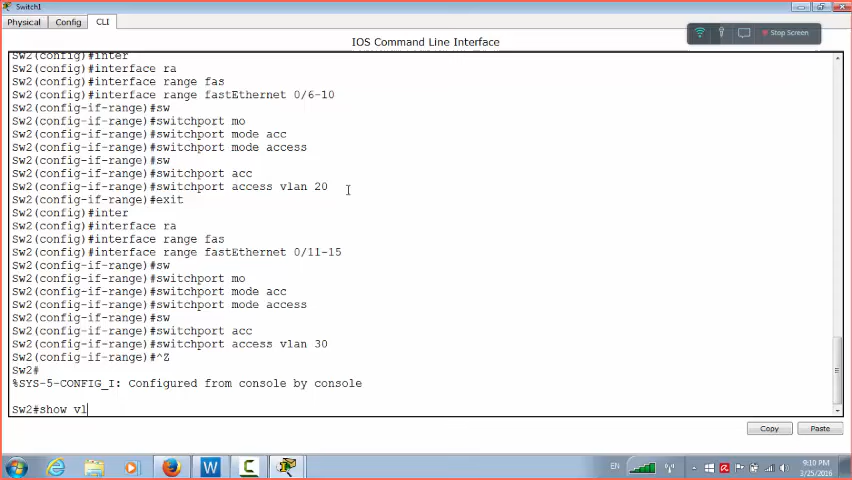 Switch1
Physical Config CLI
Stop Screen
IOS Command Line Interface
Sw2(config)#inter
Sw2(config)#interface ra
Sw2(config)#interface range fas
Sw2(config)#interface range fastEthernet 0/6-10
Sw2(config-if-range)#sw
Sw2(config-if-range)#switchport mo
Sw2(config-if-range)#switchport mode acc
Sw2(config-if-range)#switchport mode access
Sw2(config-if-range)#sw
Sw2(config-if-range)#switchport acc
Sw2(config-if-range)#switchport access vlan 20
Sw2(config-if-range)#exit
Sw2(config)#inter
Sw2(config)#interface ra
Sw2(config)#interface range fas
Sw2(config)#interface range fastEthernet 0/11-15
Sw2(config-if-range)#sw
Sw2(config-if-range)#switchport mo
Sw2(config-if-range)#switchport mode acc
Sw2(config-if-range)#switchport mode access
Sw2(config-if-range)#sw
Sw2(config-if-range)#switchport acc
Sw2(config-if-range)#switchport access vlan 30
Sw2(config-if-range)#^Z
Sw2#
%SYS-5-CONFIG_I: Configured from console by console
Sw2#show vl
Copy Paste
EN
9:10 PM
3/25/2016